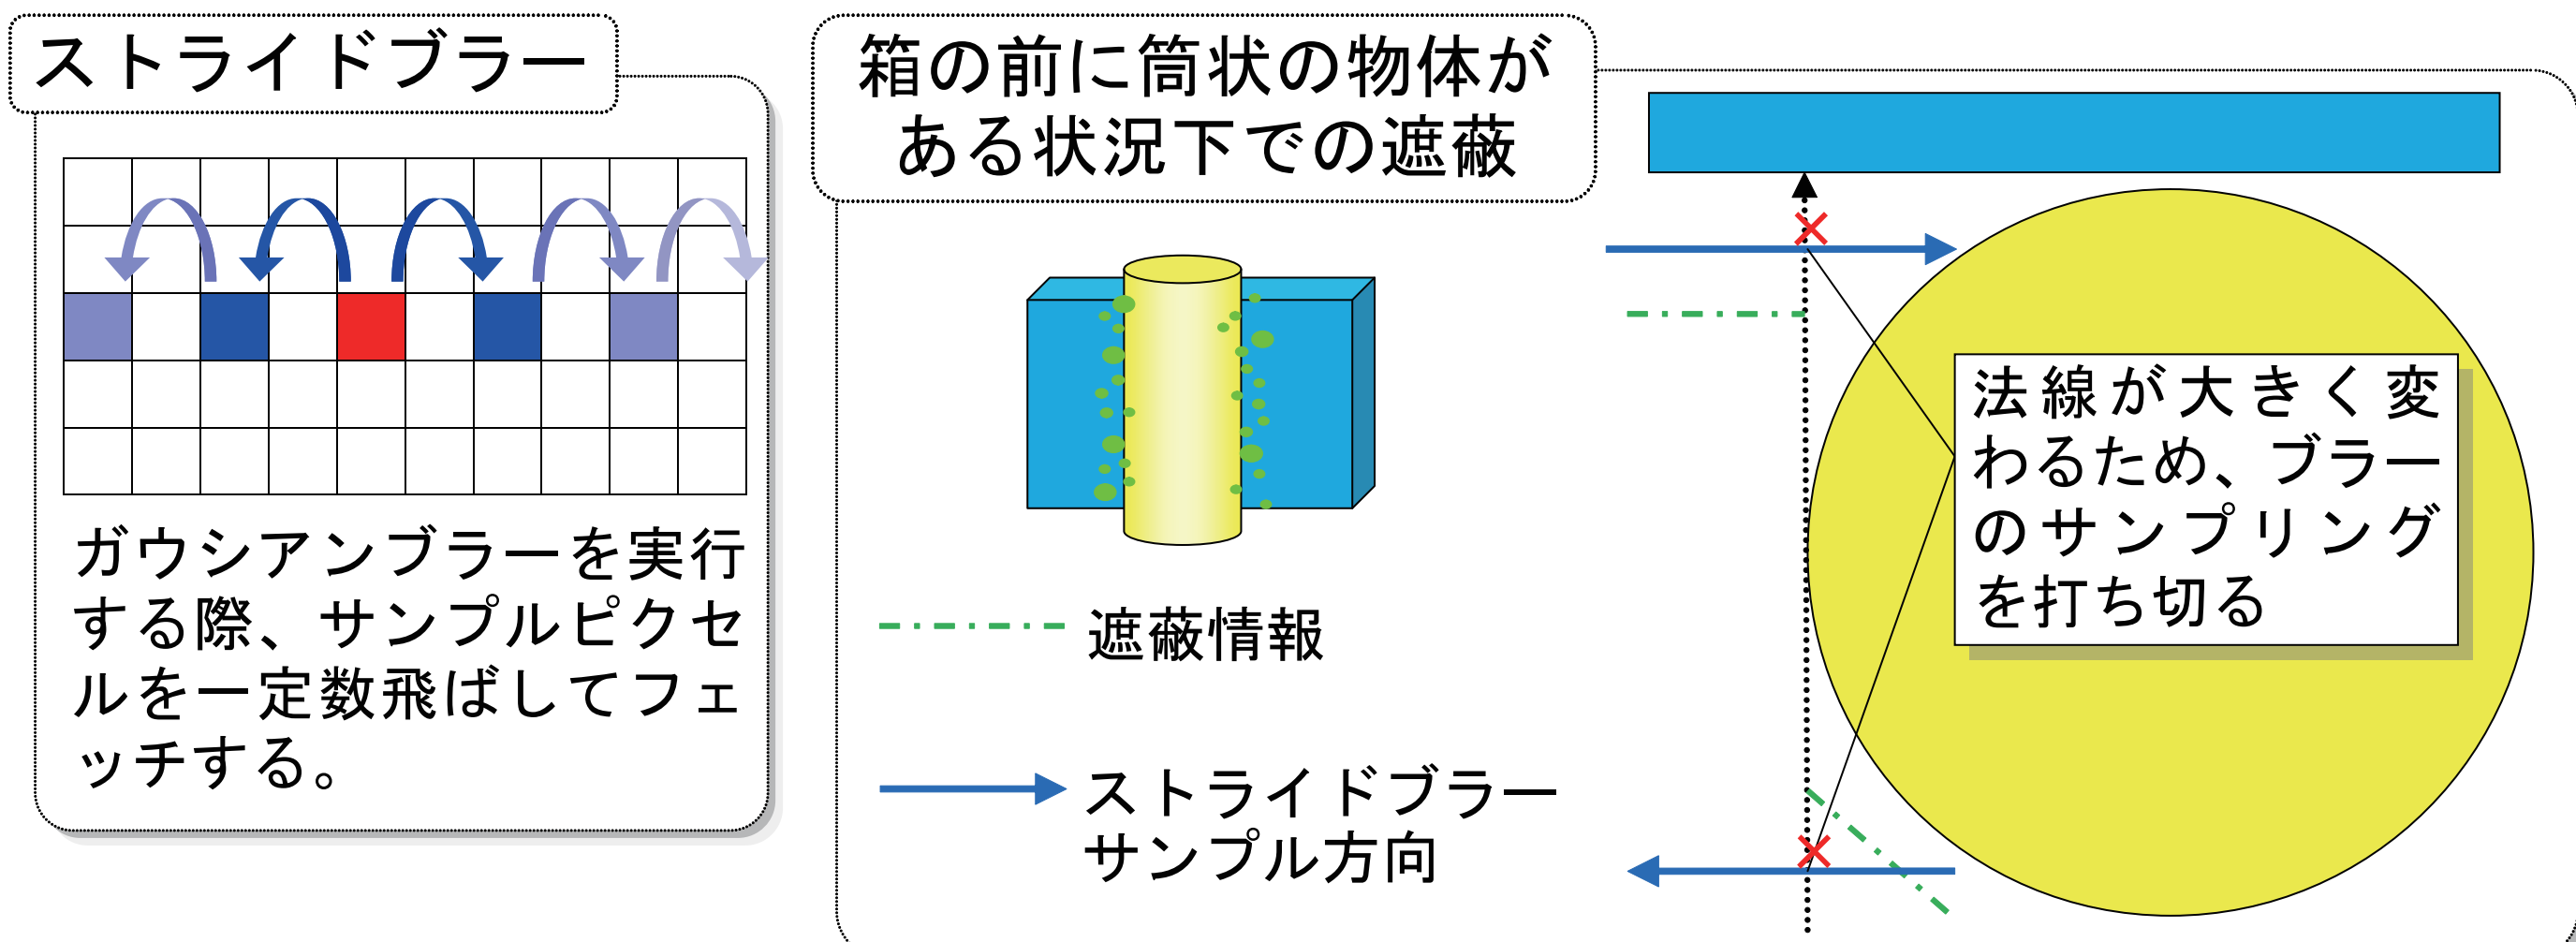 ストライドブラー
ガウシアンブラーを実行
する際、サンプルピクセ
ルを一定数飛ばしてフェ
ッチする。
箱の前に筒状の物体が
ある状況下での遮蔽
遮蔽情報
ストライドブラー
サンプル方向
法線が大きく変
わるため、ブラー
のサンプリング
を打ち切る